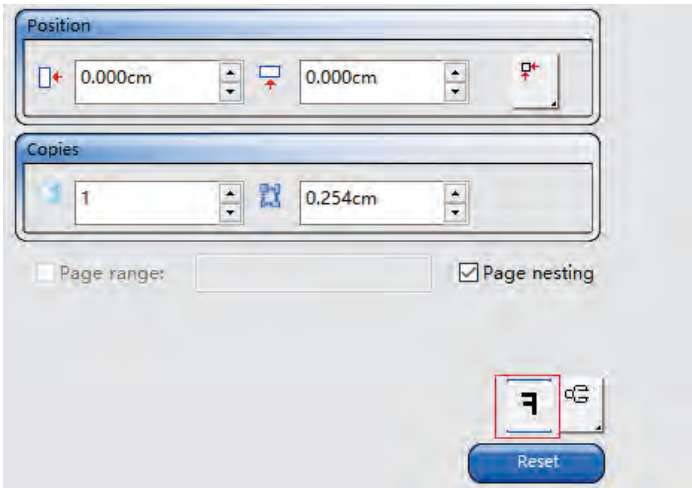 Position
0.000cm 0.000cm
Copies
1 0.254cm
Page range: Page nesting
Reset